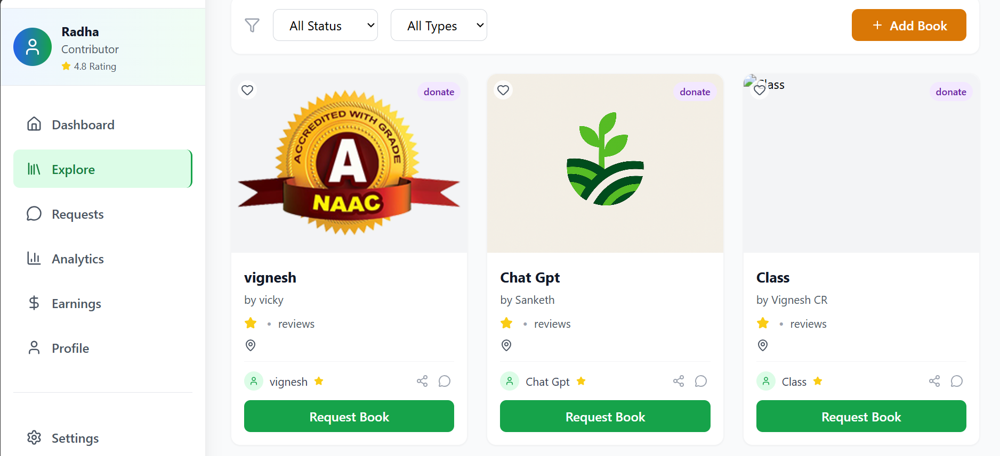 Radha
Contributor
4.8 Rating
Dashboard
Explore
Requests
Analytics
Earnings
Profile
Settings
All Status
All Types
+ Add Book
donate
ACCREDITED WITH GRADE
A
NAAC
vignesh
by vicky
• reviews
vignesh
Request Book
donate
Chat Gpt
by Sanketh
• reviews
Chat Gpt
Request Book
Class
donate
Class
by Vignesh CR
• reviews
Class
Request Book